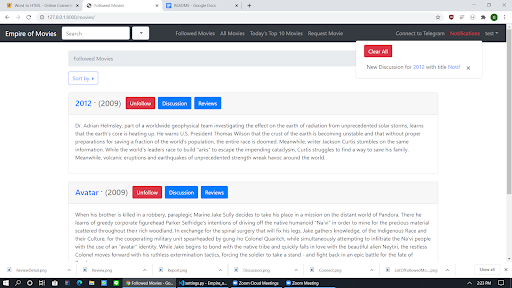 Word to HTML - Online Conver
Followed Movies
README - Google Docs
127.0.0.1:8000/movies/
Empire of Movies
Search
Followed Movies
All Movies
Today's Top 10 Movies
Request Movie
Connect to Telegram
Notifications
test
Clear All
New Discussion for 2012 with title Notif
×
Followed Movies
Sort by
2012 - (2009)
Unfollow
Discussion
Reviews
Dr. Adrian Helmsley, part of a worldwide geophysical team investigating the effect on the earth of radiation from unprecedented solar storms, learns
that the earth's core is heating up. He warns U.S. President Thomas Wilson that the crust of the earth is becoming unstable and that without proper
preparations for saving a fraction of the world's population, the entire race is doomed. Meanwhile, writer Jackson Curtis stumbles on the same
information. While the world's leaders race to build "arks" to escape the impending cataclysm, Curtis struggles to find a way to save his family.
Meanwhile, volcanic eruptions and earthquakes of unprecedented strength wreak havoc around the world.
Avatar - (2009)
Unfollow
Discussion
Reviews
When his brother is killed in a robbery, paraplegic Marine Jake Sully decides to take his place in a mission on the distant world of Pandora. There he
learns of greedy corporate figurehead Parker Selfridge's intentions of driving off the native humanoid "Na'vi" in order to mine for the precious material
scattered throughout their rich woodland. In exchange for the spinal surgery that will fix his legs, Jake gathers knowledge, of the Indigenous Race and
their Culture, for the cooperating military unit spearheaded by gung-ho Colonel Quaritch, while simultaneously attempting to infiltrate the Na'vi people
with the use of an "avatar" identity. While Jake begins to bond with the native tribe and quickly falls in love with the beautiful alien Neytiri, the restless
Colonel moves forward with his ruthless extermination tactics, forcing the soldier to take a stand - and fight back in an epic battle for the fate of
ReviewDetail.png
Review.png
Report.png
Discussion.png
Content.png
ListOfFollowedMo....png
Show all
Followed Movies - Go...
settings.py - Empire_o...
Zoom Cloud Meetings
Zoom Meeting
2:23 PM